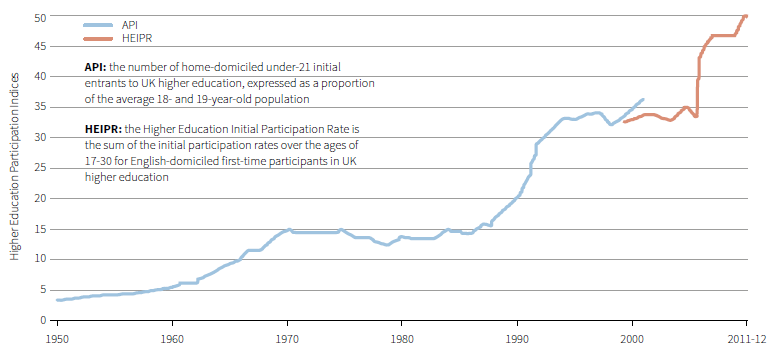 50
45
40
35
30
25
20
15
10
5
0
Higher Education Participation Indices
API
HEIPR
API: the number of home-domiciled under-21 initial
entrants to UK higher education, expressed as a proportion
of the average 18- and 19-year-old population
HEIPR: the Higher Education Initial Participation Rate is
the sum of the initial participation rates over the ages of
17-30 for English-domiciled first-time participants in UK
higher education
1950 1960 1970 1980 1990 2000 2011-12